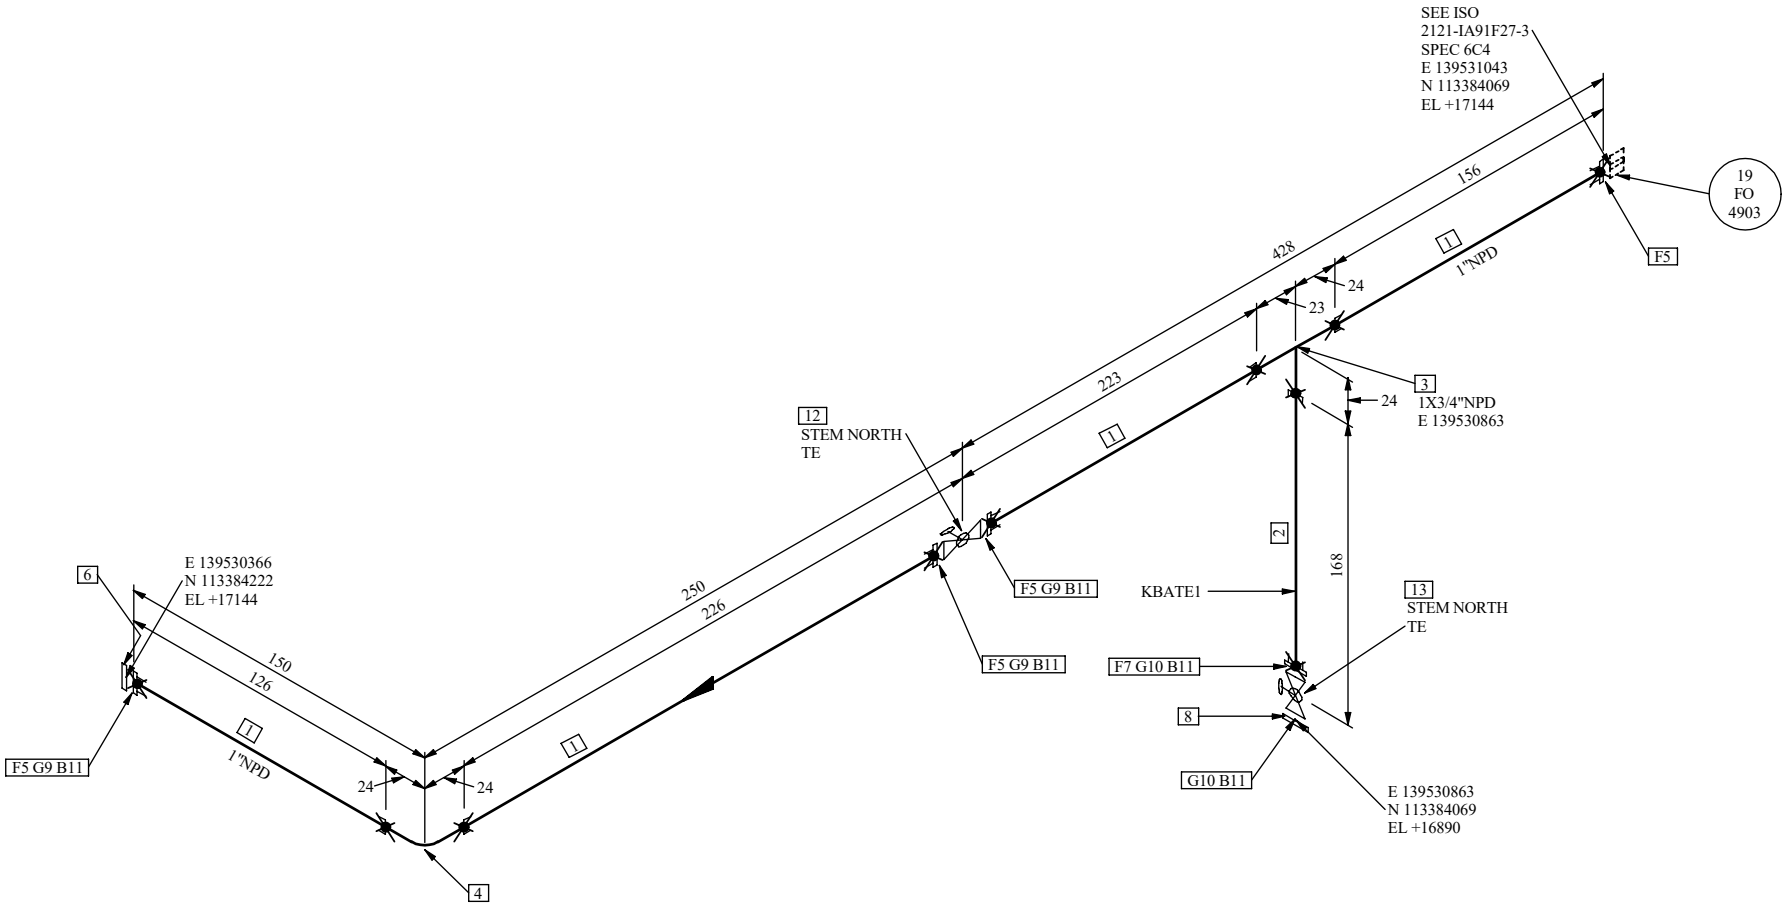 SEE ISO
2121-IA91F27-3
SPEC 6C4
E 139531043
N 113384069
EL +17144
19
FO
4903
F5
156
428
1
1"NPD
24
23
223
3
1X3/4"NPD
E 139530863
24
12
STEM NORTH
TE
1
2
168
KBATE1
13
STEM NORTH
TE
F5 G9 B11
F5 G9 B11
F7 G10 B11
8
G10 B11
E 139530863
N 113384069
EL +16890
6
E 139530366
N 113384222
EL +17144
250
226
150
126
1
1"NPD
1
F5 G9 B11
24
24
4